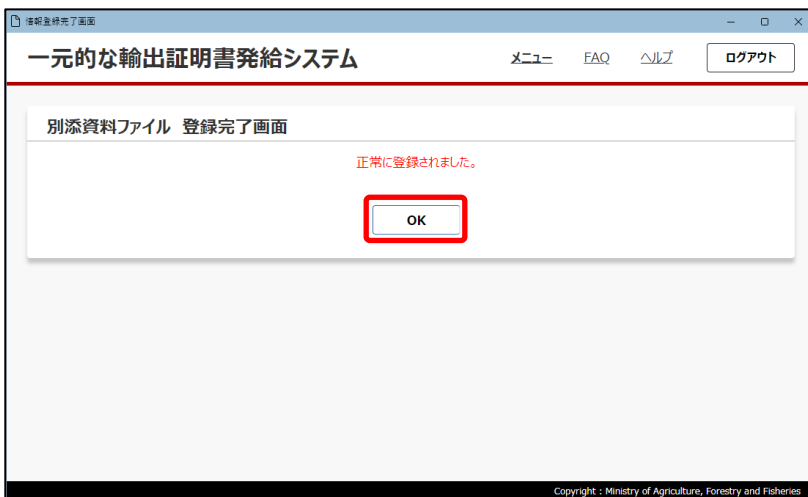 情報登録完了画面
一元的な輸出証明書発給システム
メニュー FAQ ヘルプ ログアウト
別添資料ファイル 登録完了画面
正常に登録されました。
OK
Copyright : Ministry of Agriculture, Forestry and Fisheries